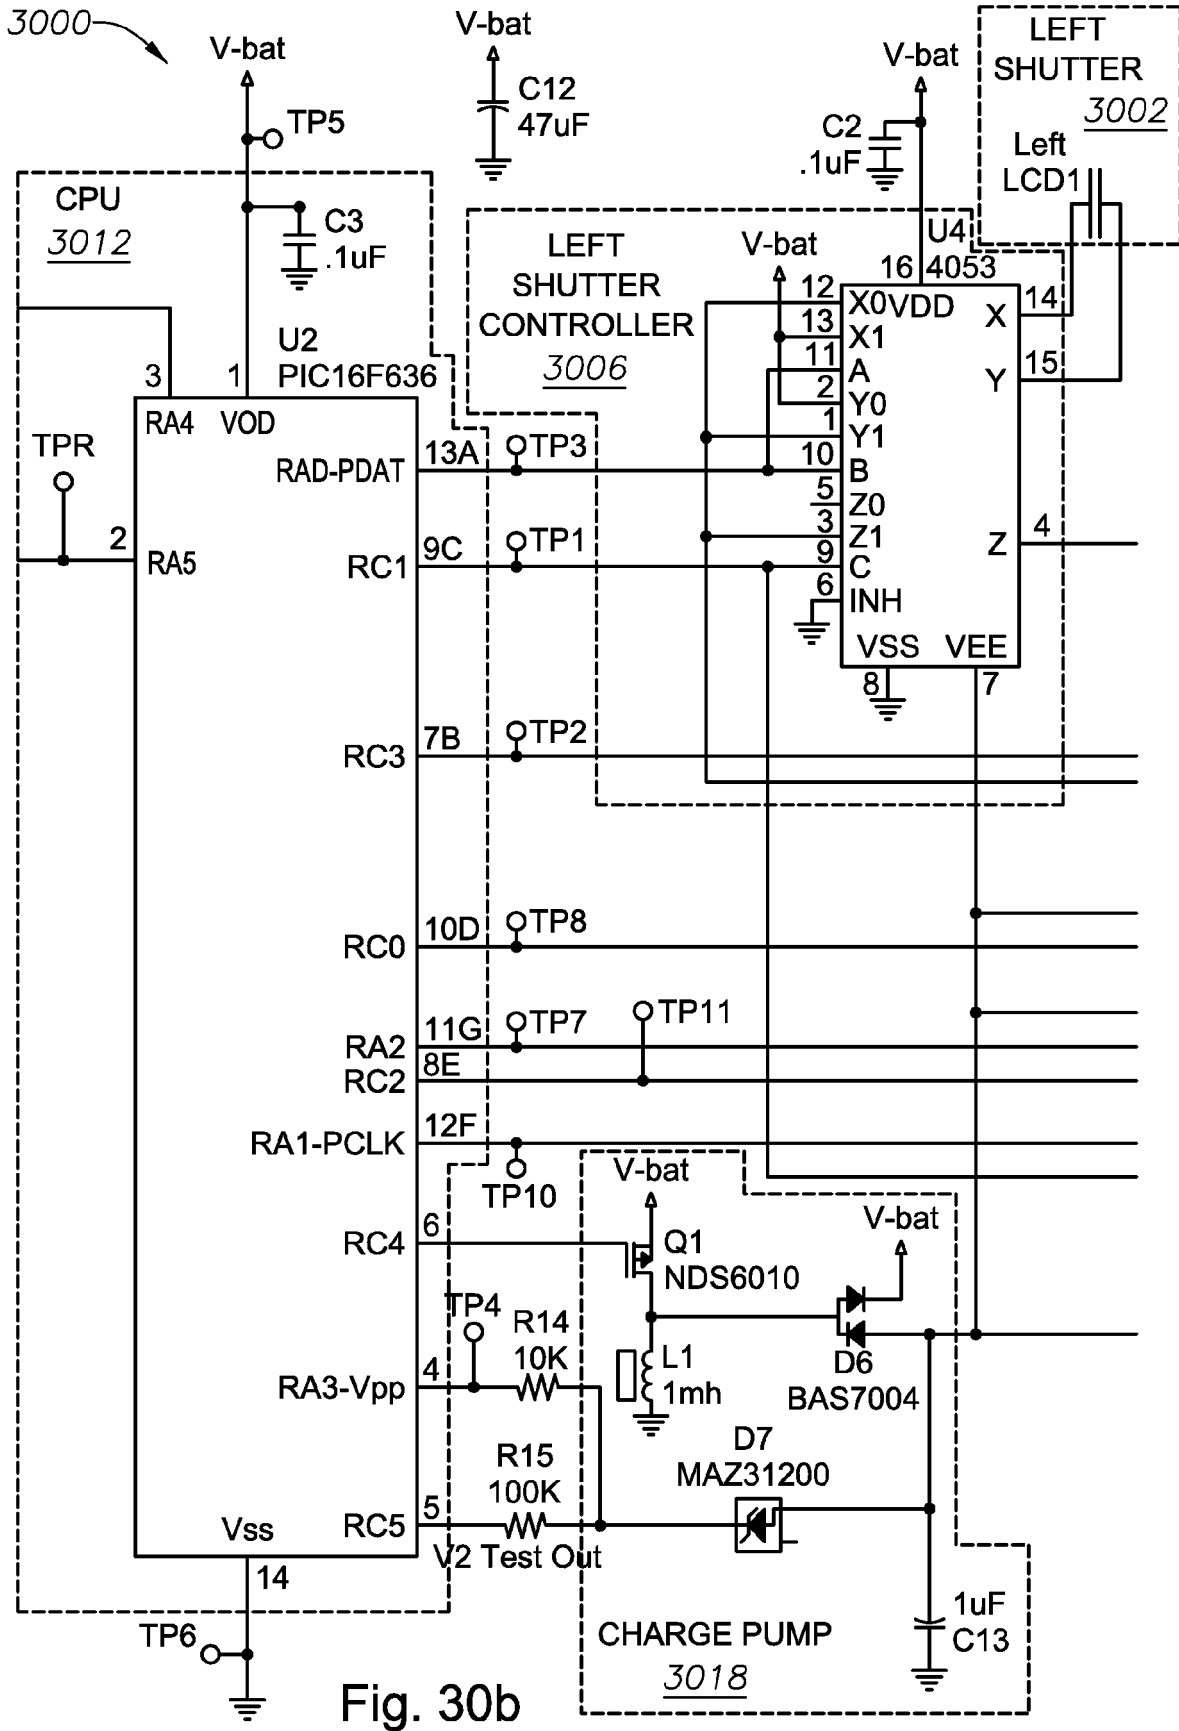 3000
V-bat
TP5
V-bat
C12
47uF
V-bat
C2
.1uF
LEFT
SHUTTER
3002
Left
LCD1
CPU
3012
C3
.1uF
U2
PIC16F636
LEFT
SHUTTER
CONTROLLER
3006
V-bat
U4
16 4053
12 X0 VDD
13 X1
11 A
2 Y0
1 Y1
10 B
5 Z0
3 Z1
9 C
6 INH
VSS VEE
8 7
X 14
Y 15
Z 4
3 1
RA4 VOD
TPR
2 RA5
RAD-PDAT 13A TP3
RC1 9C TP1
RC3 7B TP2
RC0 10D TP8
RA2 11G TP7
TP11
RC2 8E
RA1-PCLK 12F
TP10
V-bat
RC4 6
Q1
NDS6010
V-bat
TP4
R14
10K
L1
1mh
D6
BAS7004
RA3-Vpp 4
D7
MAZ31200
R15
100K
RC5 5
V2 Test Out
Vss
14
TP6
1uF
C13
CHARGE PUMP
3018
Fig. 30b